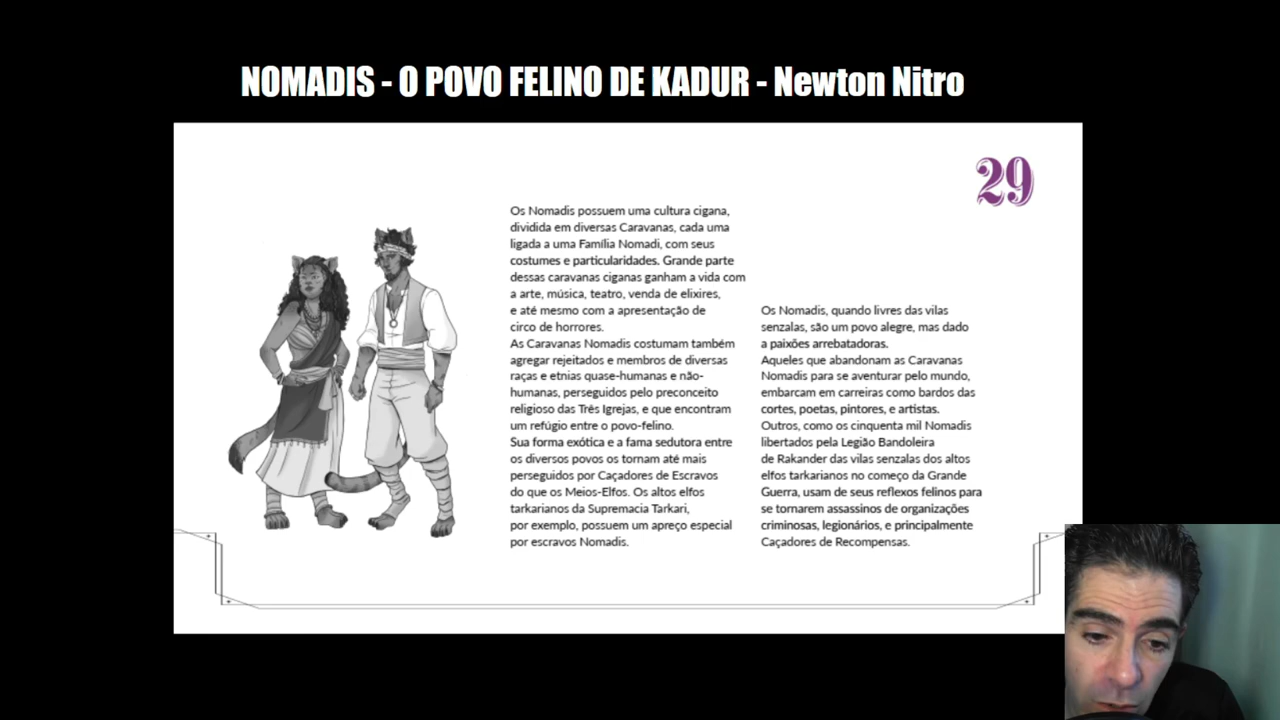 NOMADIS - O POVO FELINO DE KADUR - Newton Nitro
29
Os Nomadis possuem uma cultura cigana,
dividida em diversas Caravanas, cada uma
ligada a uma Família Nomadi, com seus
costumes e particularidades. Grande parte
dessas caravanas ciganas ganham a vida com
a arte, música, teatro, venda de elixires,
e até mesmo com a apresentação de
circo de horrores.
As Caravanas Nomadis costumam também
agregar rejeitados e membros de diversas
raças e etnias quase-humanas e não-
humanas, perseguidos pelo preconceito
religioso das Três Igrejas, e que encontram
um refúgio entre o povo-felino.
Sua forma exótica e a fama sedutora entre
os diversos povos os tornam até mais
perseguidos por Caçadores de Escravos
do que os Meios-Elfos. Os altos elfos
tarkarianos da Supremacia Tarkari,
por exemplo, possuem um apreço especial
por escravos Nomadis.
Os Nomadis, quando livres das vilas
senzalas, são um povo alegre, mas dado
a paixões arrebatadoras.
Aqueles que abandonam as Caravanas
Nomadis para se aventurar pelo mundo,
embarcam em carreiras como bardos das
cortes, poetas, pintores, e artistas.
Outros, como os cinquenta mil Nomadis
libertados pela Legião Bandoleira
de Rakander das vilas senzalas dos altos
elfos tarkarianos no começo da Grande
Guerra, usam de seus reflexos felinos para
se tornarem assassinos de organizações
criminosas, legionários, e principalmente
Caçadores de Recompensas.